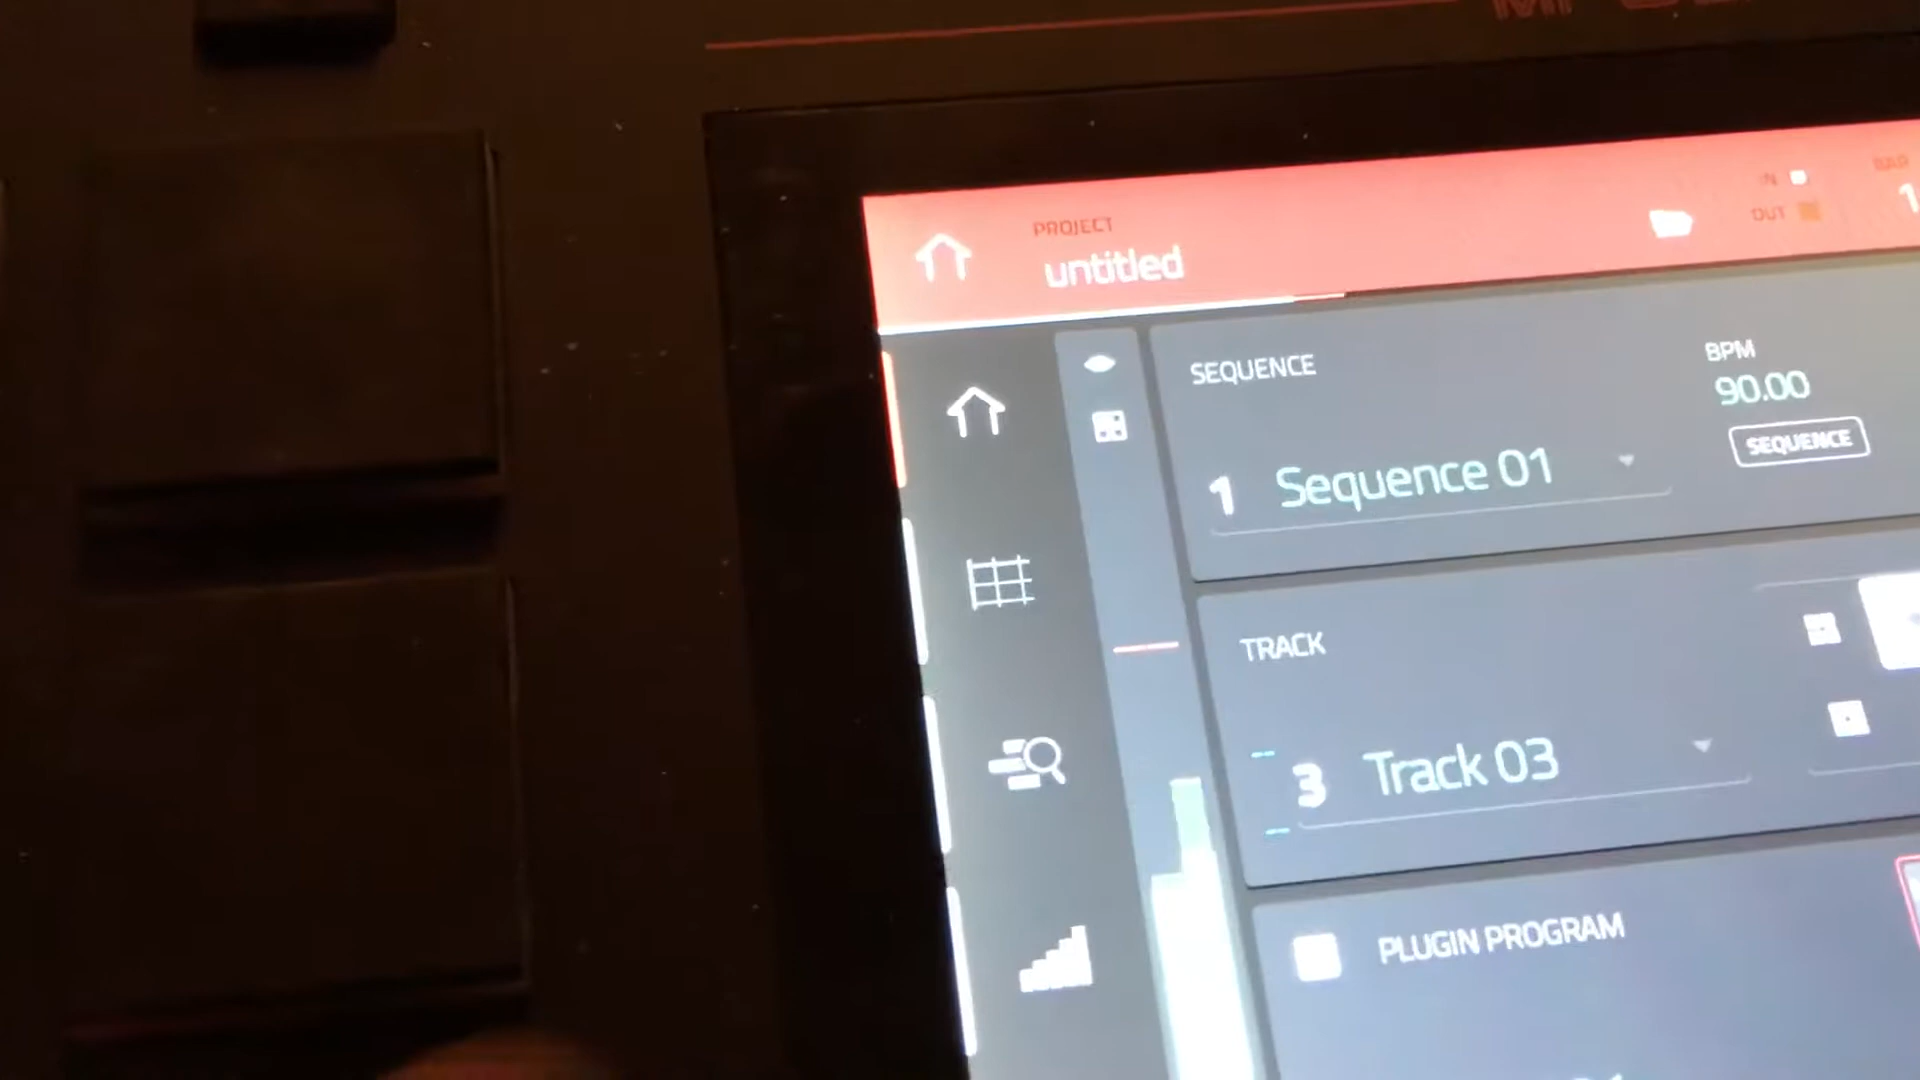 PROJECT
untitled
IN
OUT
SEQUENCE
BPM
90.00
SEQUENCE
1 Sequence 01
TRACK
3 Track 03
PLUGIN PROGRAM